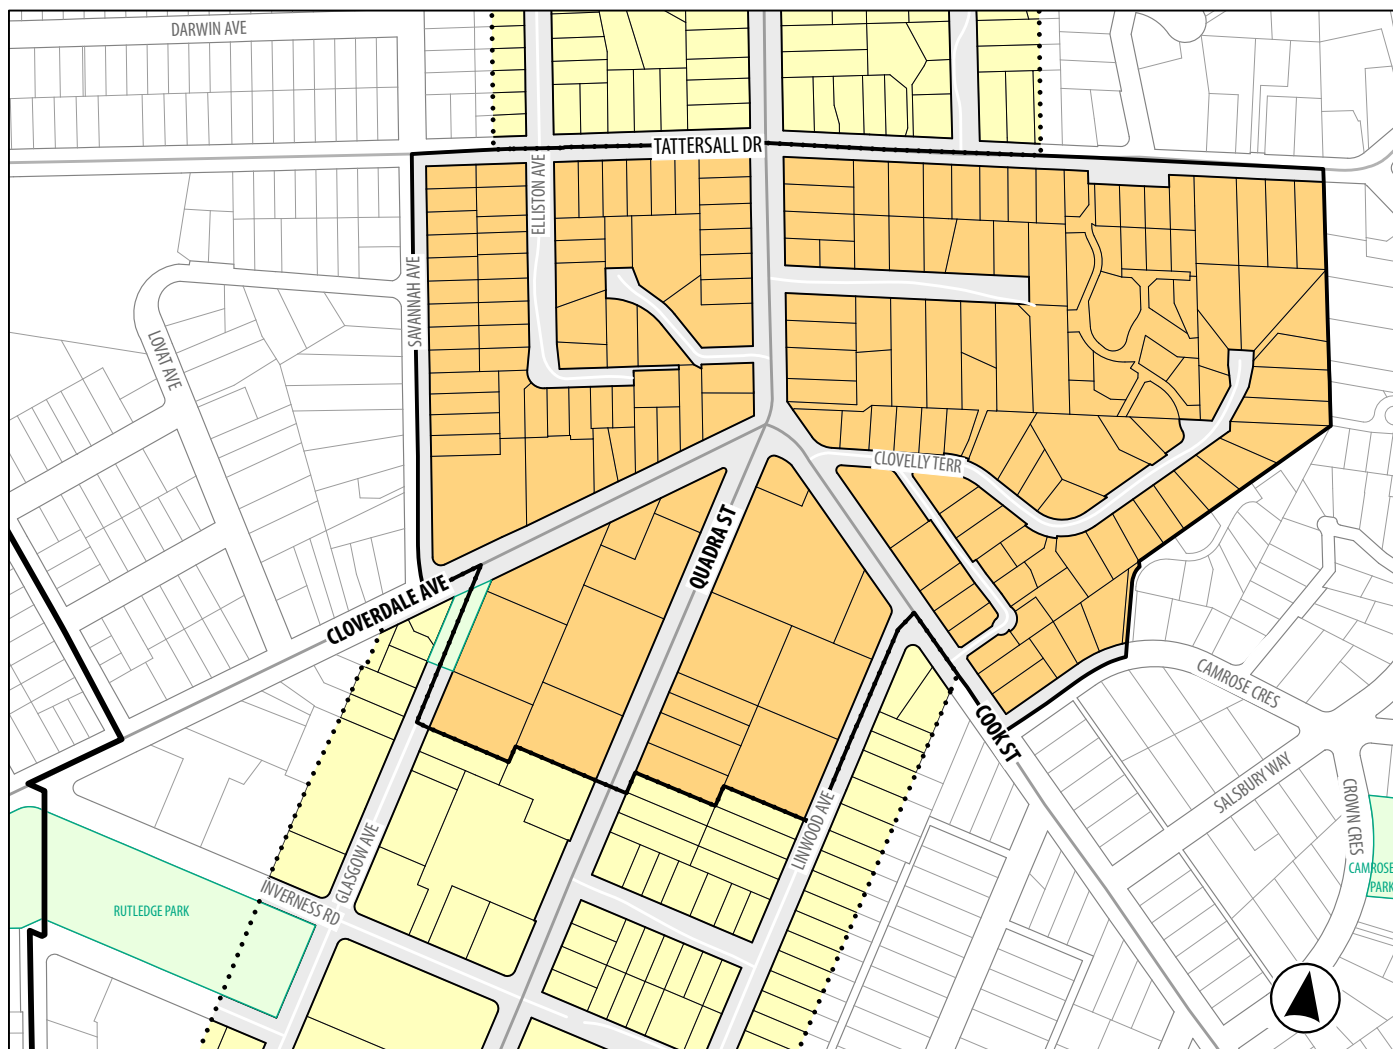 DARWIN AVE
TATTERSALL DR
ELLISTON AVE
SAVANNAH AVE
LOVAT AVE
CLOVELLY TERR
QUADRA ST
CLOVERDALE AVE
CAMROSE CRES
COOK ST
SALSBURY WAY
CROWN CRES
LINWOOD AVE
GLASGOW AVE
INVERNESS RD
RUTLEDGE PARK
CAMROSE
PARK